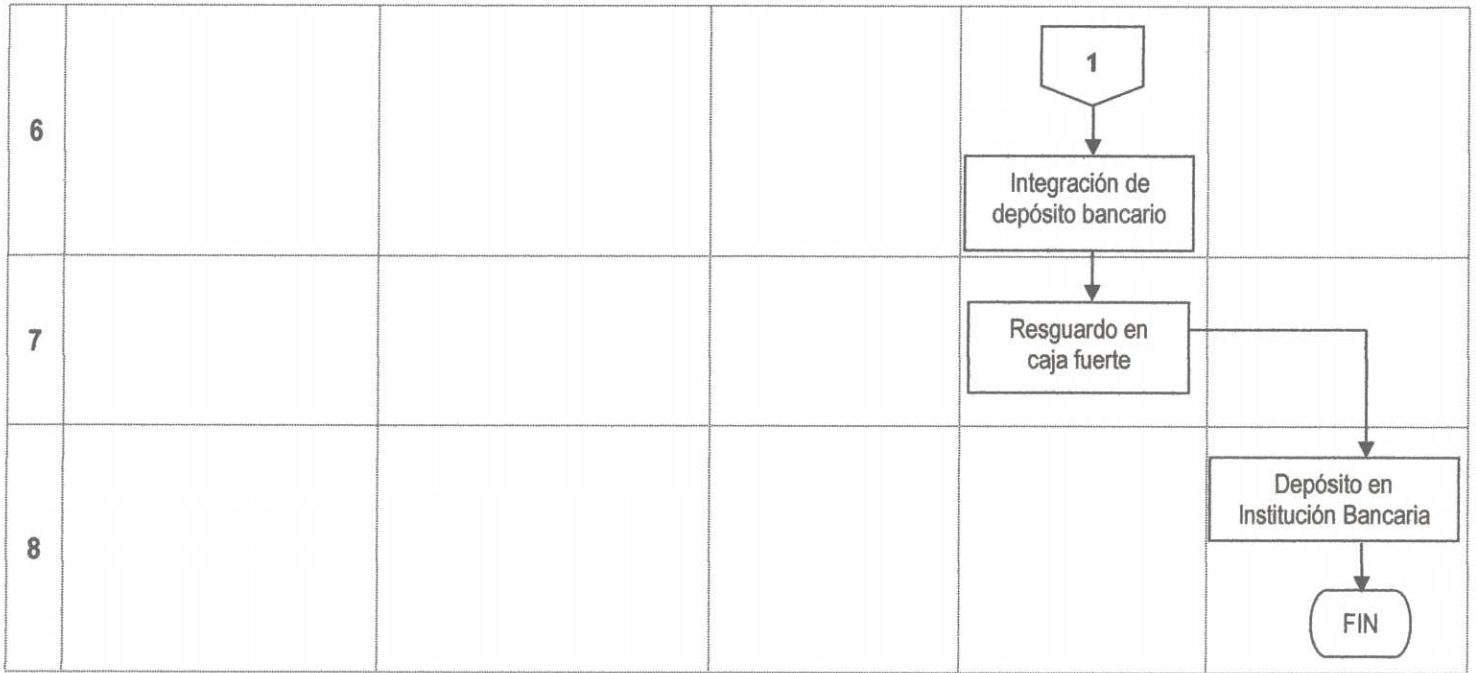 1
6
Integración de
depósito bancario
7
Resguardo en
caja fuerte
Depósito en
Institución Bancaria
8
FIN